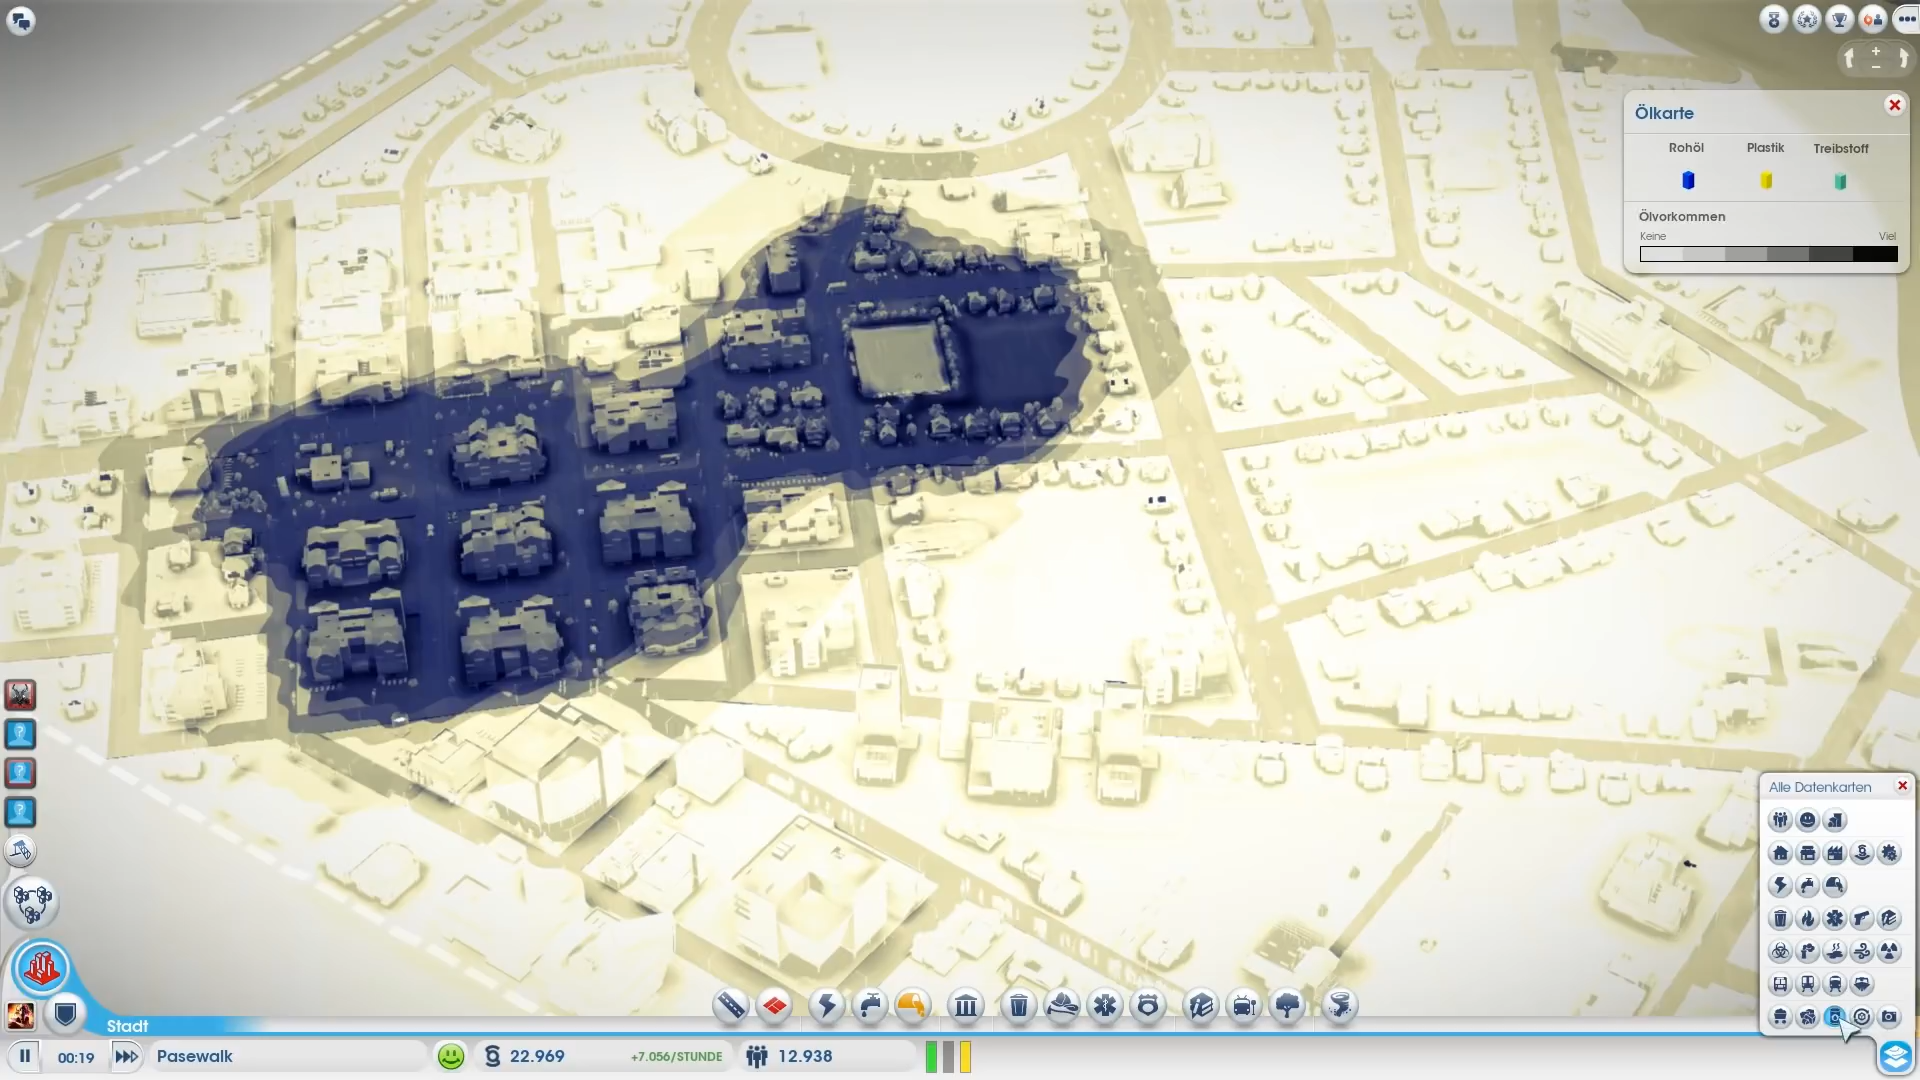 Ölkarte
Rohöl Plastik Treibstoff
Ölvorkommen
Keine Viel
Alle Datenkarten
Stadt
00:19 Pasewalk 22.969 +7.056/STUNDE 12.938